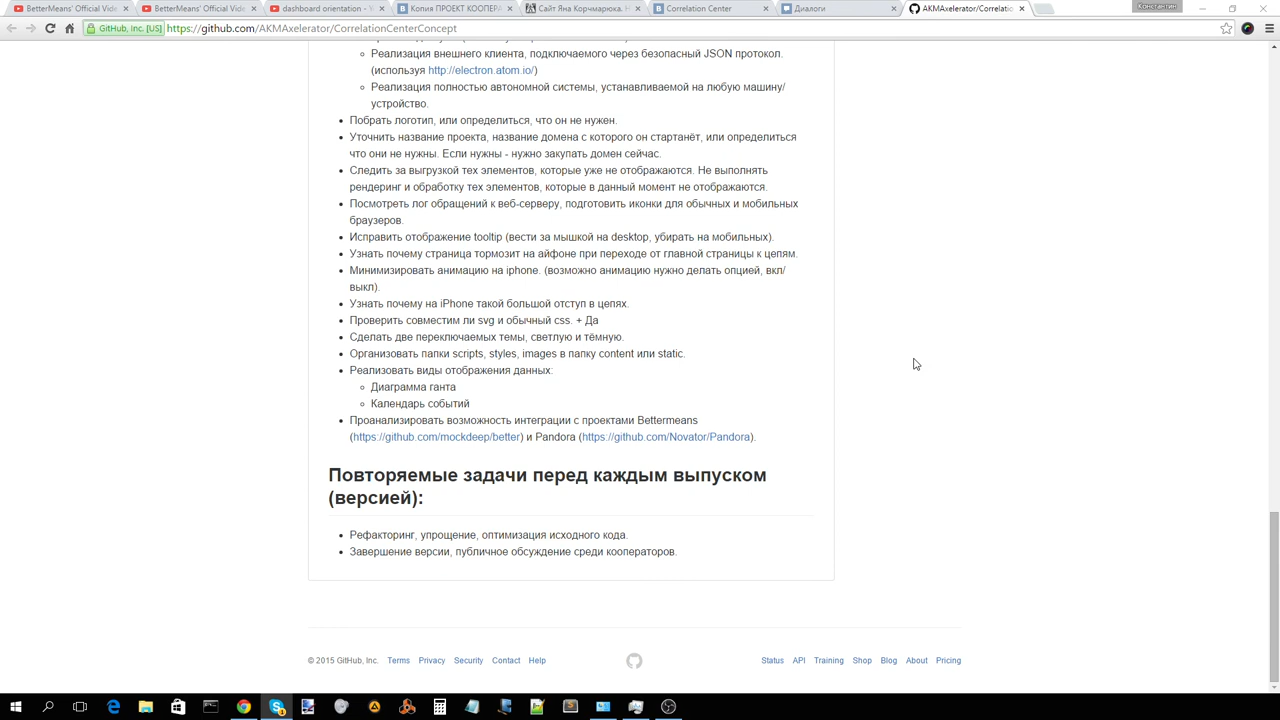 BetterMeans' Official Vide
BetterMeans' Official Vide
dashboard orientation -
Копия ПРОЕКТ КООПЕРА
Сайт Яна Корчмарюка. Н
Correlation Center
Диалоги
AKMAxelerator/Correlatio
Константин
GitHub, Inc. [US]
https://github.com/AKMAxelerator/CorrelationCenterConcept
Реализация внешнего клиента, подключаемого через безопасный JSON протокол.
(используя http://electron.atom.io/)
Реализация полностью автономной системы, устанавливаемой на любую машину/
устройство.
Побрать логотип, или определиться, что он не нужен.
Уточнить название проекта, название домена с которого он стартанёт, или определиться
что они не нужны. Если нужны - нужно закупать домен сейчас.
Следить за выгрузкой тех элементов, которые уже не отображаются. Не выполнять
рендеринг и обработку тех элементов, которые в данный момент не отображаются.
Посмотреть лог обращений к веб-серверу, подготовить иконки для обычных и мобильных
браузеров.
Исправить отображение tooltip (вести за мышкой на desktop, убирать на мобильных).
Узнать почему страница тормозит на айфоне при переходе от главной страницы к цепям.
Минимизировать анимацию на iphone. (возможно анимацию нужно делать опцией, вкл/
выкл).
Узнать почему на iPhone такой большой отступ в цепях.
Проверить совместим ли svg и обычный css. + Да
Сделать две переключаемых темы, светлую и тёмную.
Организовать папки scripts, styles, images в папку content или static.
Реализовать виды отображения данных:
Диаграмма ганта
Календарь событий
Проанализировать возможность интеграции с проектами Bettermeans
(https://github.com/mockdeep/better) и Pandora (https://github.com/Novator/Pandora).
Повторяемые задачи перед каждым выпуском
(версией):
Рефакторинг, упрощение, оптимизация исходного кода.
Завершение версии, публичное обсуждение среди кооператоров.
© 2015 GitHub, Inc. Terms Privacy Security Contact Help
Status API Training Shop Blog About Pricing